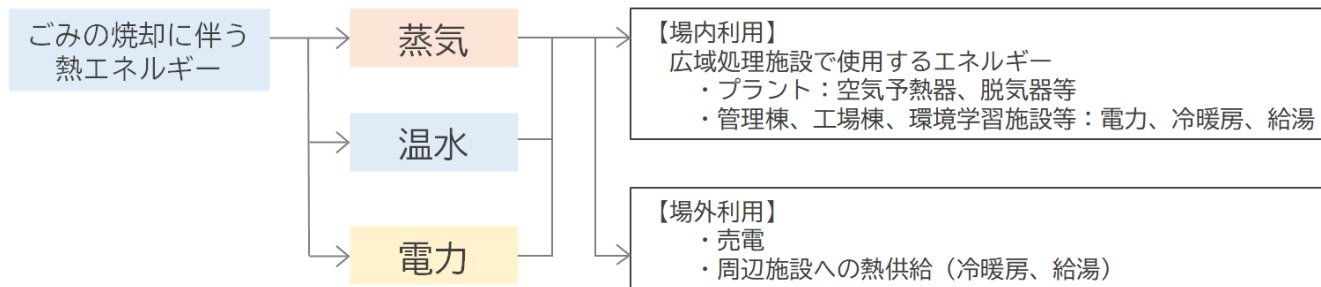 ごみの焼却に伴う
熱エネルギー
蒸気
温水
電力
【場内利用】
広域処理施設で使用するエネルギー
・プラント：空気予熱器、脱気器等
・管理棟、工場棟、環境学習施設等：電力、冷暖房、給湯
【場外利用】
・売電
・周辺施設への熱供給（冷暖房、給湯）